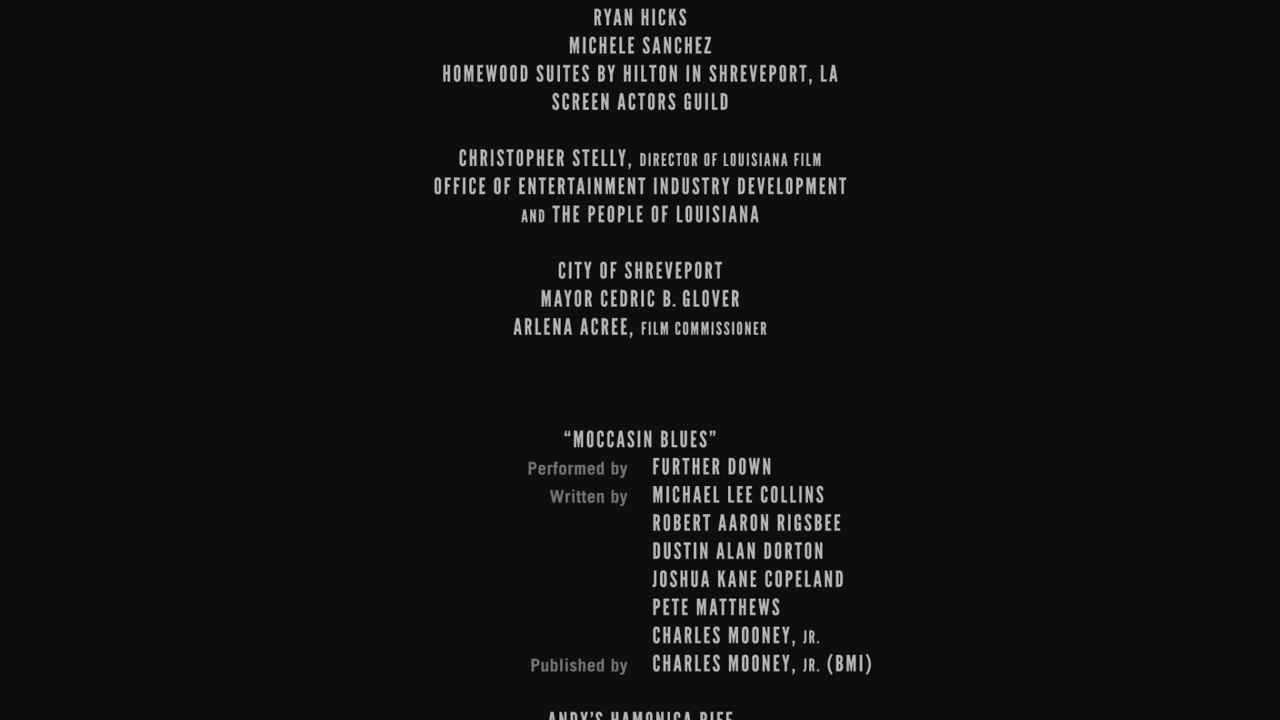 RYAN HICKS
MICHELE SANCHEZ
HOMEWOOD SUITES BY HILTON IN SHREVEPORT, LA
SCREEN ACTORS GUILD
CHRISTOPHER STELLY, DIRECTOR OF LOUISIANA FILM
OFFICE OF ENTERTAINMENT INDUSTRY DEVELOPMENT
AND THE PEOPLE OF LOUISIANA
CITY OF SHREVEPORT
MAYOR CEDRIC B. GLOVER
ARLENA ACREE, FILM COMMISSIONER
“MOCCASIN BLUES”
Performed by FURTHER DOWN
Written by MICHAEL LEE COLLINS
ROBERT AARON RIGSBEE
DUSTIN ALAN DORTON
JOSHUA KANE COPELAND
PETE MATTHEWS
CHARLES MOONEY, JR.
Published by CHARLES MOONEY, JR. (BMI)
ANDY’S HAMONICA RIFF